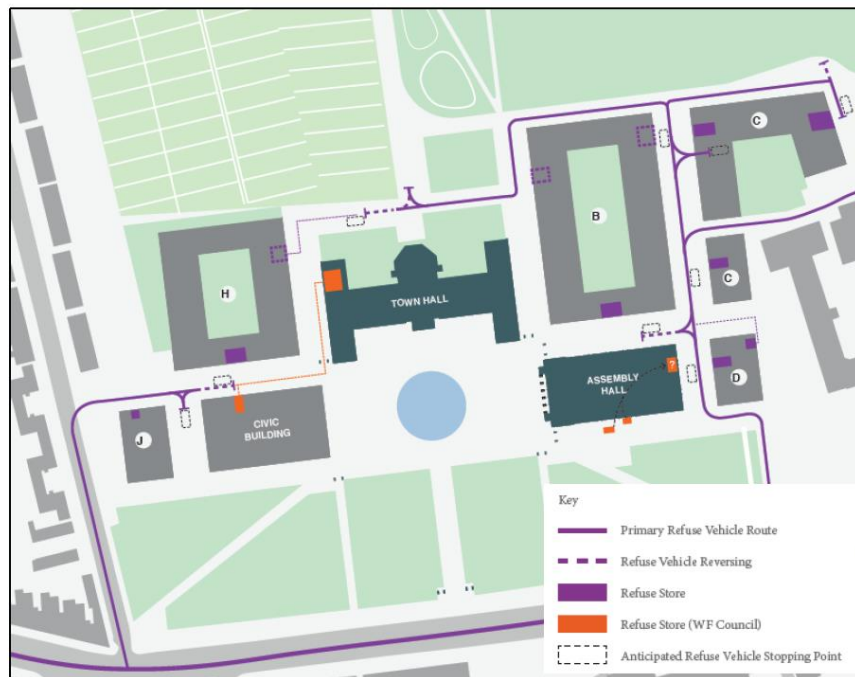 C
B
H
TOWN HALL
C
ASSEMBLY
HALL
?
D
CIVIC
BUILDING
J
Key
Primary Refuse Vehicle Route
Refuse Vehicle Reversing
Refuse Store
Refuse Store (WF Council)
Anticipated Refuse Vehicle Stopping Point